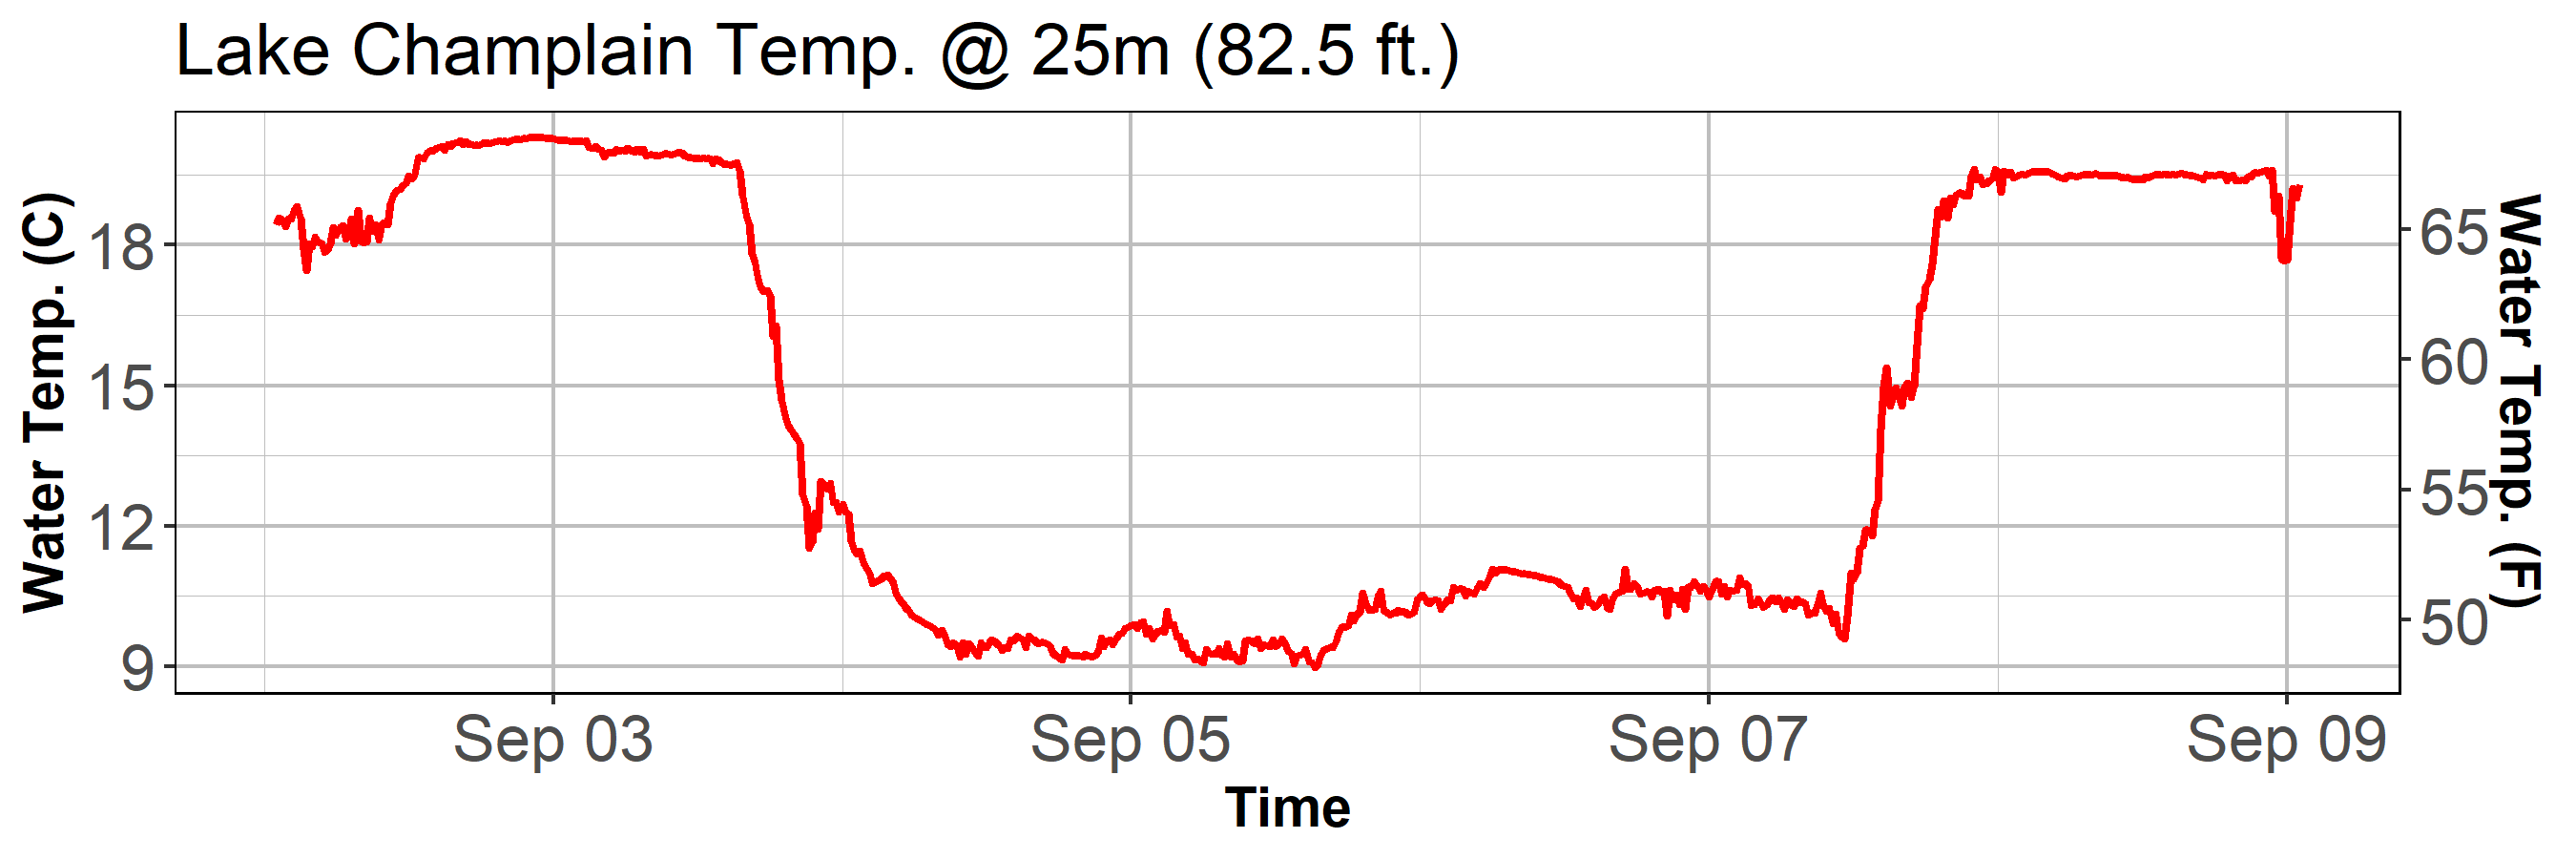 Lake Champlain Temp. @ 25m (82.5 ft.)
Water Temp. (C)
18
15
12
9
65
60
55
50
Water Temp. (F)
Sep 03
Sep 05
Sep 07
Sep 09
Time